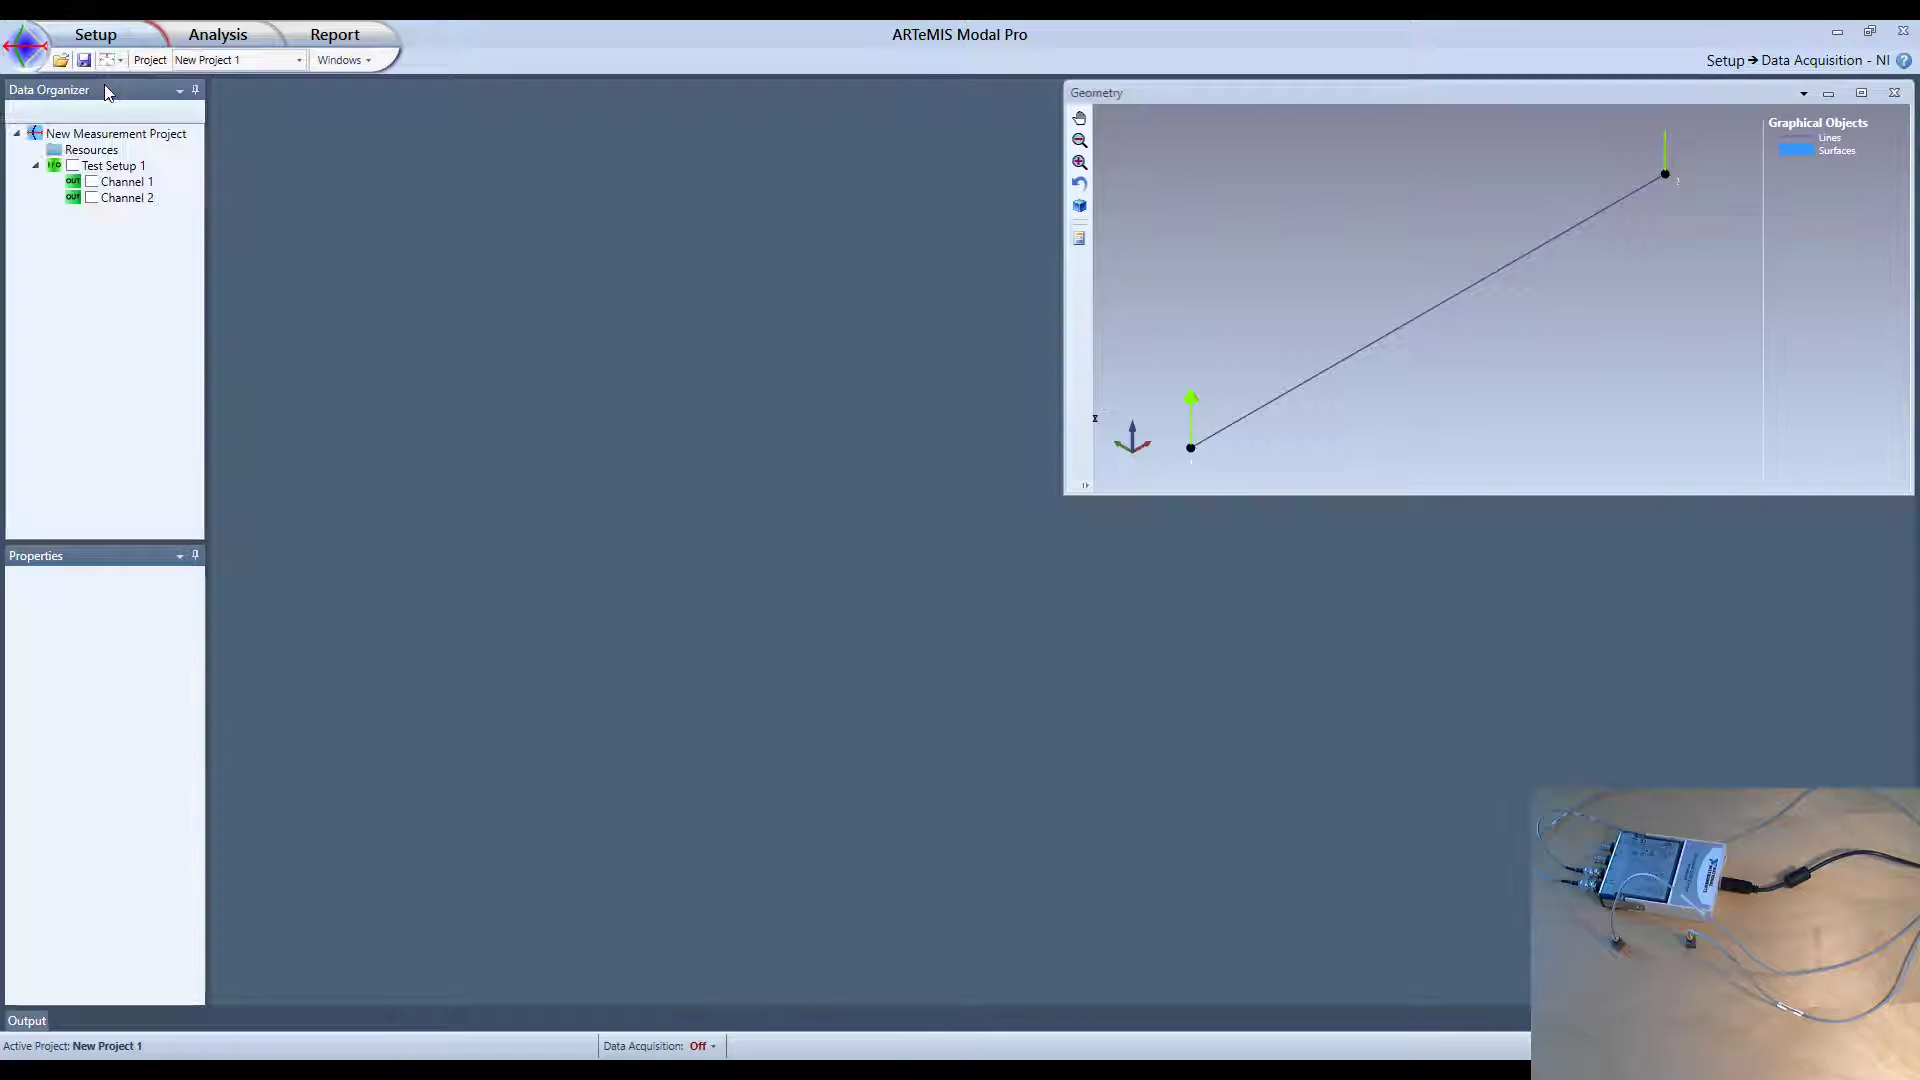 Setup
Analysis
Report
ARTeMIS Modal Pro
Project
New Project 1
Windows
Setup → Data Acquisition - NI
Data Organizer
New Measurement Project
Resources
I/O
Test Setup 1
OUT
Channel 1
OUT
Channel 2
Geometry
Graphical Objects
Lines
Surfaces
Properties
Output
Active Project: New Project 1
Data Acquisition: Off